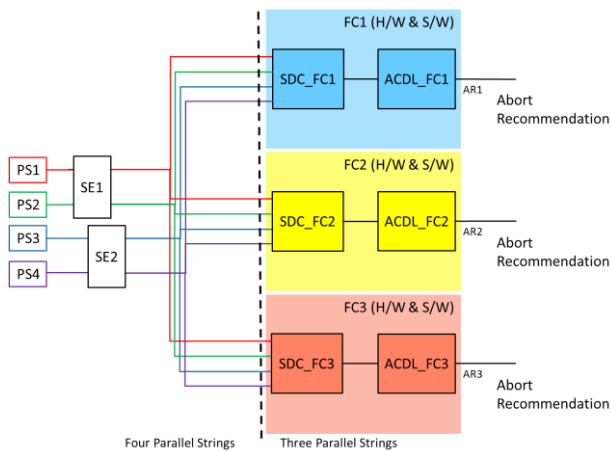 FC1 (H/W & S/W)
SDC_FC1
ACDL_FC1
AR1
Abort
Recommendation
FC2 (H/W & S/W)
PS1
SE1
PS2
SDC_FC2
ACDL_FC2
AR2
PS3
SE2
Abort
Recommendation
PS4
FC3 (H/W & S/W)
SDC_FC3
ACDL_FC3
AR3
Abort
Recommendation
Four Parallel Strings
Three Parallel Strings